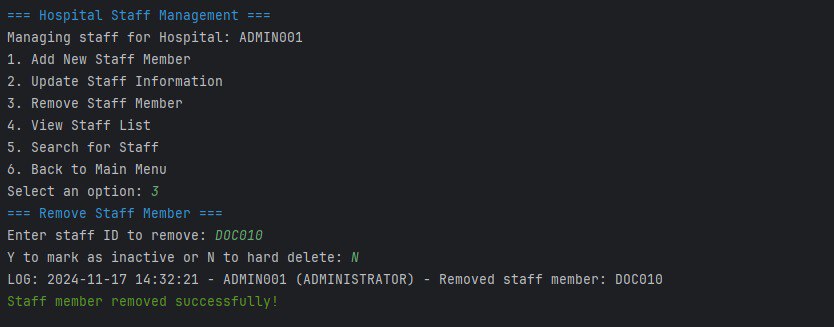 === Hospital Staff Management ===
Managing staff for Hospital: ADMIN001
1. Add New Staff Member
2. Update Staff Information
3. Remove Staff Member
4. View Staff List
5. Search for Staff
6. Back to Main Menu
Select an option: 3
=== Remove Staff Member ===
Enter staff ID to remove: DOC010
Y to mark as inactive or N to hard delete: N
LOG: 2024-11-17 14:32:21 - ADMIN001 (ADMINISTRATOR) - Removed staff member: DOC010
Staff member removed successfully!